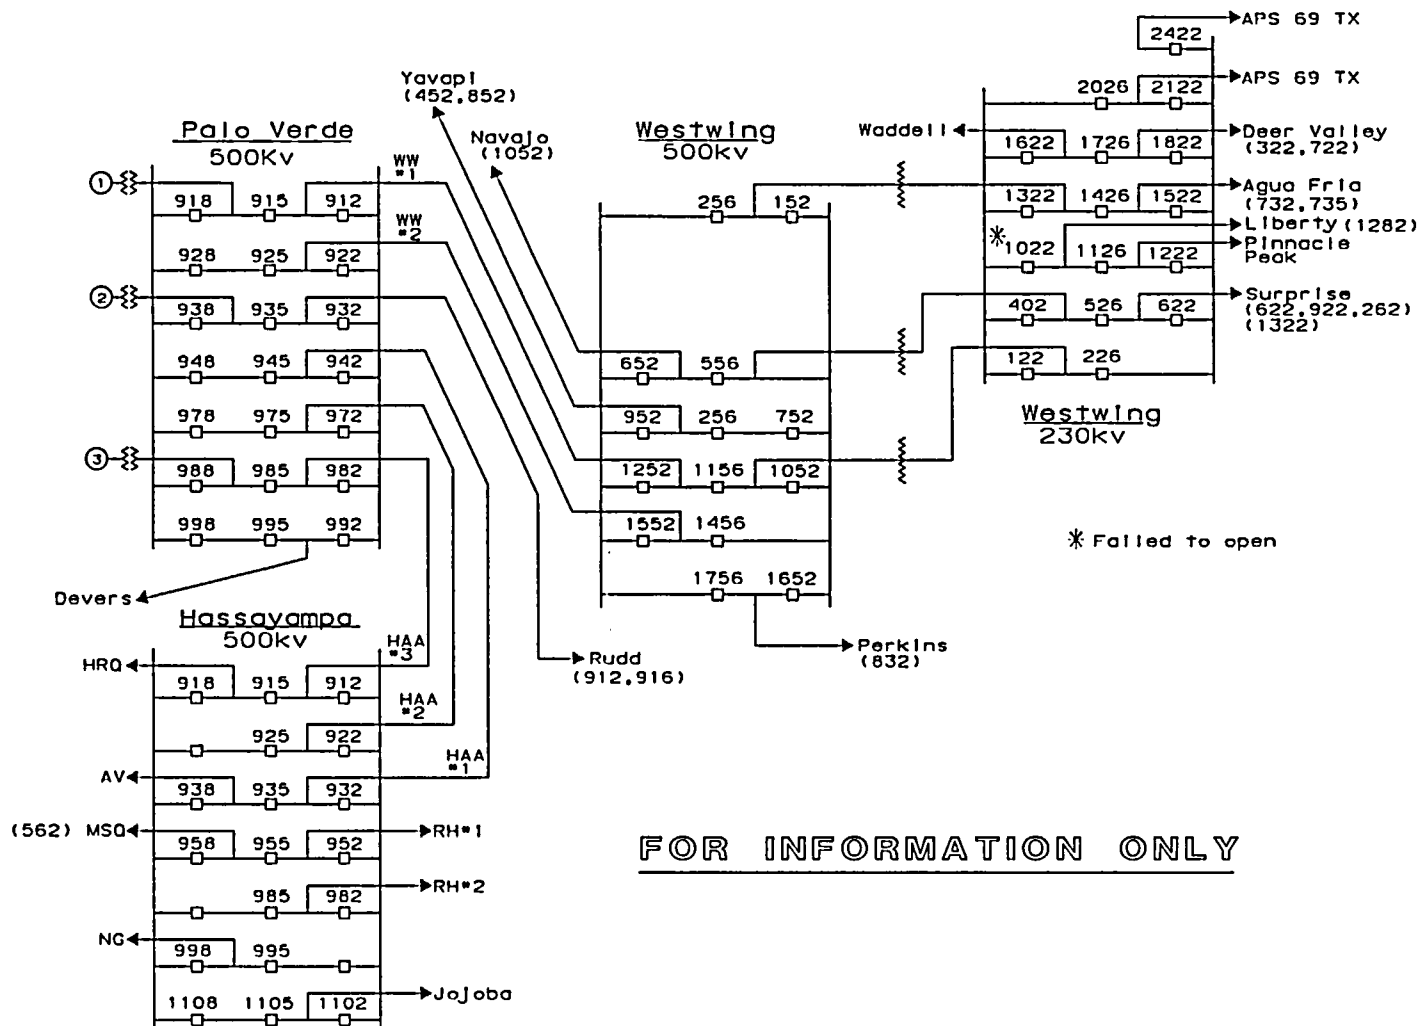 APS 69 TX
2422
Yavapi
(452,852)
APS 69 TX
2026 2122
Palo Verde
500Kv
Navajo
(1052)
Westwing
500Kv
Waddell
Deer Valley
(322,722)
1622 1726 1822
1
WW
#1
918 915 912
256 152
Agua Fria
(732,735)
1322 1426 1522
WW
#2
928 925 922
Liberty (1282)
Pinnacle
Peak
1022 1126 1222
2
938 935 932
Surprise
(622,922,262)
(1322)
402 526 622
948 945 942
652 556
122 226
978 975 972
952 256 752
Westwing
230kv
3
988 985 982
1252 1156 1052
998 995 992
1552 1456
* Failed to open
1756 1652
Devers
Hassayampa
500kv
Perkins
(832)
HRQ
HAA
#3
Rudd
(912,916)
918 915 912
HAA
#2
925 922
HAA
#1
AV
938 935 932
(562) MSQ
RH#1
958 955 952
FOR INFORMATION ONLY
RH#2
985 982
NG
998 995
Jojoba
1108 1105 1102